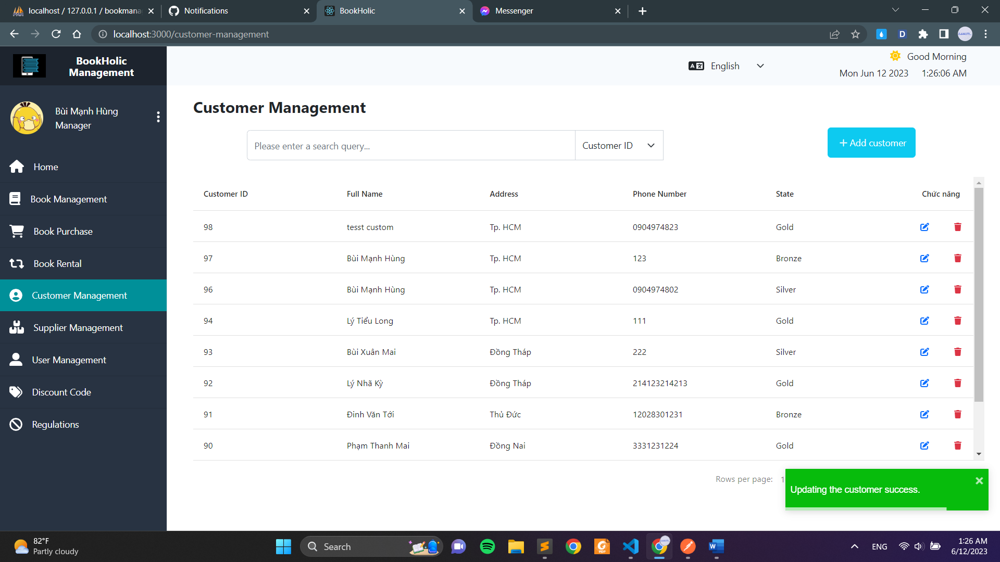 localhost / 127.0.0.1 / bookmana
Notifications
BookHolic
Messenger
localhost:3000/customer-management
D
BookHolic
Management
English
Good Morning
Mon Jun 12 2023 1:26:06 AM
Bùi Mạnh Hùng
Manager
Home
Book Management
Book Purchase
Book Rental
Customer Management
Supplier Management
User Management
Discount Code
Regulations
Customer Management
Please enter a search query...
Customer ID
+ Add customer
Customer ID Full Name Address Phone Number State Chức năng
98 tesst custom Tp. HCM 0904974823 Gold
97 Bùi Mạnh Hùng Tp. HCM 123 Bronze
96 Bùi Mạnh Hùng Tp. HCM 0904974802 Silver
94 Lý Tiểu Long Tp. HCM 111 Gold
93 Bùi Xuân Mai Đồng Tháp 222 Silver
92 Lý Nhã Kỳ Đồng Tháp 214123214213 Gold
91 Đinh Văn Tới Thủ Đức 12028301231 Bronze
90 Phạm Thanh Mai Đồng Nai 3331231224 Gold
Rows per page: 1
Updating the customer success.
82°F
Partly cloudy
Search
ENG
1:26 AM
6/12/2023